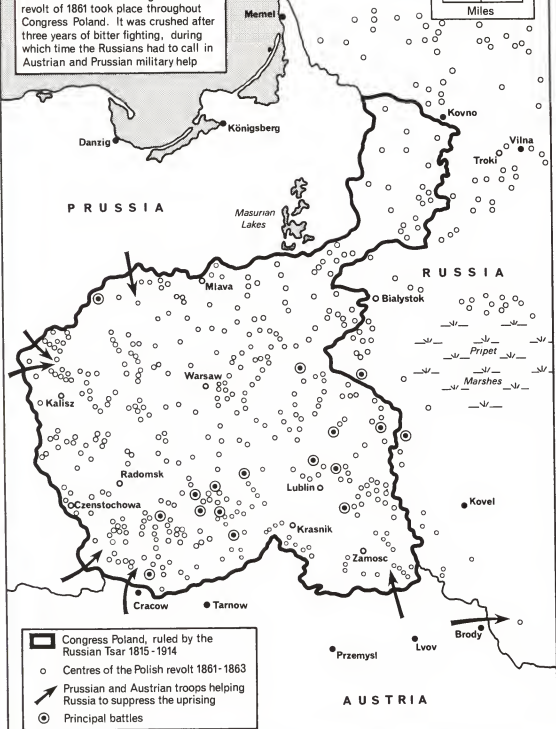 revolt of 1861 took place throughout
Congress Poland. It was crushed after
three years of bitter fighting, during
which time the Russians had to call in
Austrian and Prussian military help
Miles
Memel
Kovno
Königsberg
Danzig
Vilna
Troki
PRUSSIA
Masurian
Lakes
RUSSIA
Mlava
Bialystok
Pripet
Marshes
Warsaw
Kalisz
Radomsk
Lublin
Czenstochowa
Kovel
Krasnik
Zamosc
Cracow
Tarnow
Brody
Lvov
Przemysl
AUSTRIA
Congress Poland, ruled by the
Russian Tsar 1815-1914
Centres of the Polish revolt 1861-1863
Prussian and Austrian troops helping
Russia to suppress the uprising
Principal battles